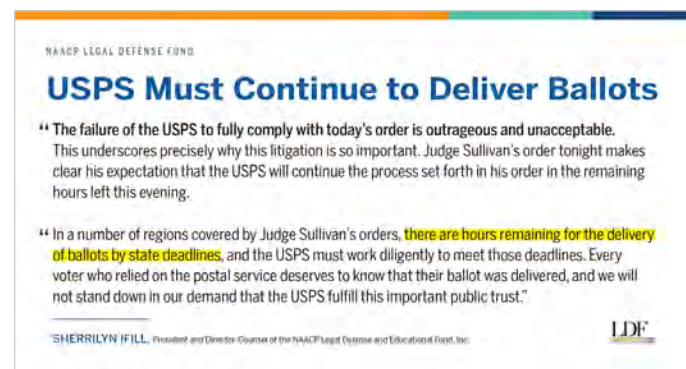 NAACP LEGAL DEFENSE FUND
USPS Must Continue to Deliver Ballots
“ The failure of the USPS to fully comply with today’s order is outrageous and unacceptable.
This underscores precisely why this litigation is so important. Judge Sullivan’s order tonight makes
clear his expectation that the USPS will continue the process set forth in his order in the remaining
hours left this evening.
“ In a number of regions covered by Judge Sullivan’s orders, there are hours remaining for the delivery
of ballots by state deadlines, and the USPS must work diligently to meet those deadlines. Every
voter who relied on the postal service deserves to know that their ballot was delivered, and we will
not stand down in our demand that the USPS fulfill this important public trust.”
SHERRILYN IFILL, President and Director-Counsel of the NAACP Legal Defense and Educational Fund, Inc.
LDF